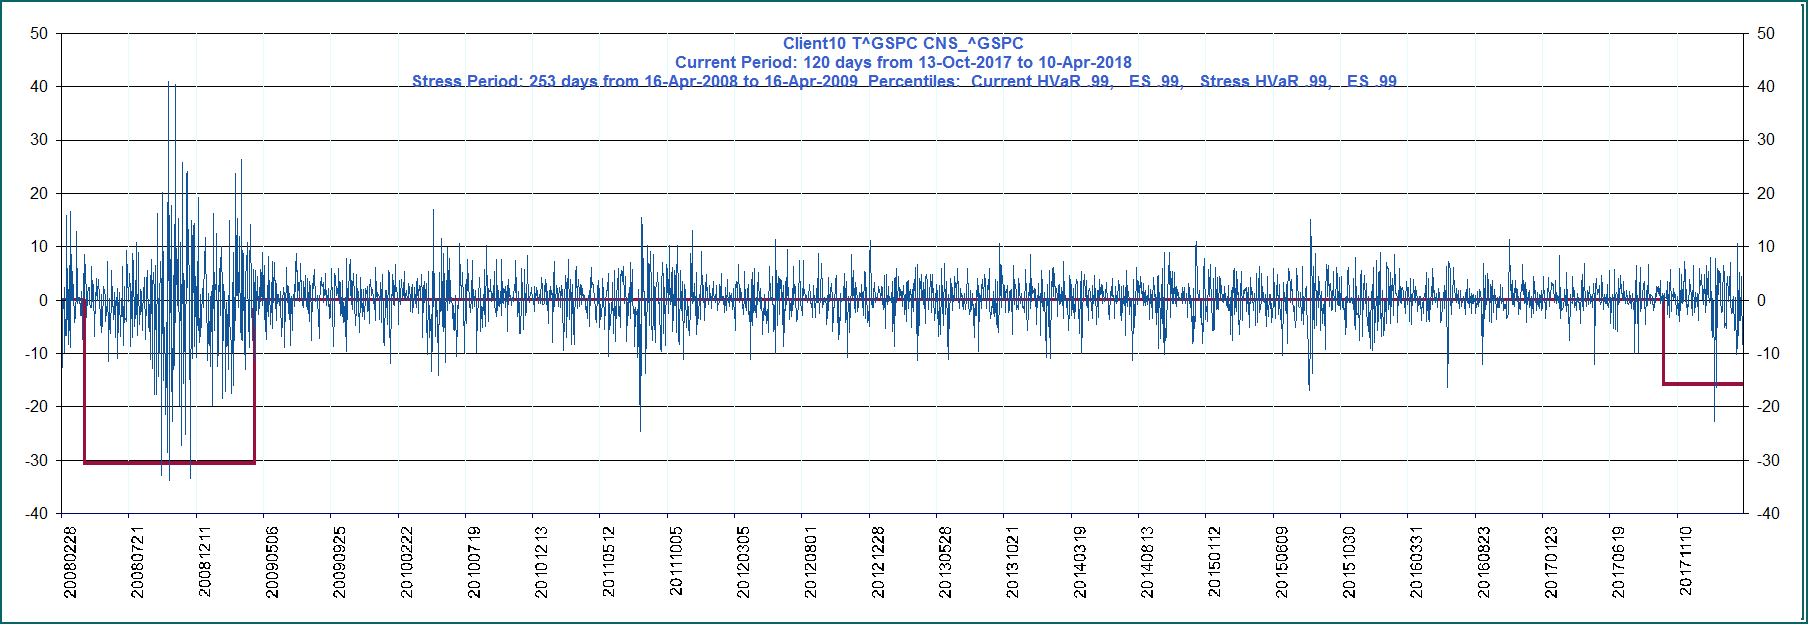 Client10 T^GSPC CNS_^GSPC
Current Period: 120 days from 13-Oct-2017 to 10-Apr-2018
Stress Period: 253 days from 16-Apr-2008 to 16-Apr-2009 Percentiles: Current HVaR .99, ES .99, Stress HVaR .99, ES .99
50 50
40 40
30 30
20 20
10 10
0 0
-10 -10
-20 -20
-30 -30
-40 -40
20080228 20080721 20081211 20090506 20090925 20100222 20100719 20101213 20110512 20111005 20120305 20120801 20121228 20130528 20131021 20140319 20140813 20150112 20150609 20151030 20160331 20160823 20170123 20170619 20171110